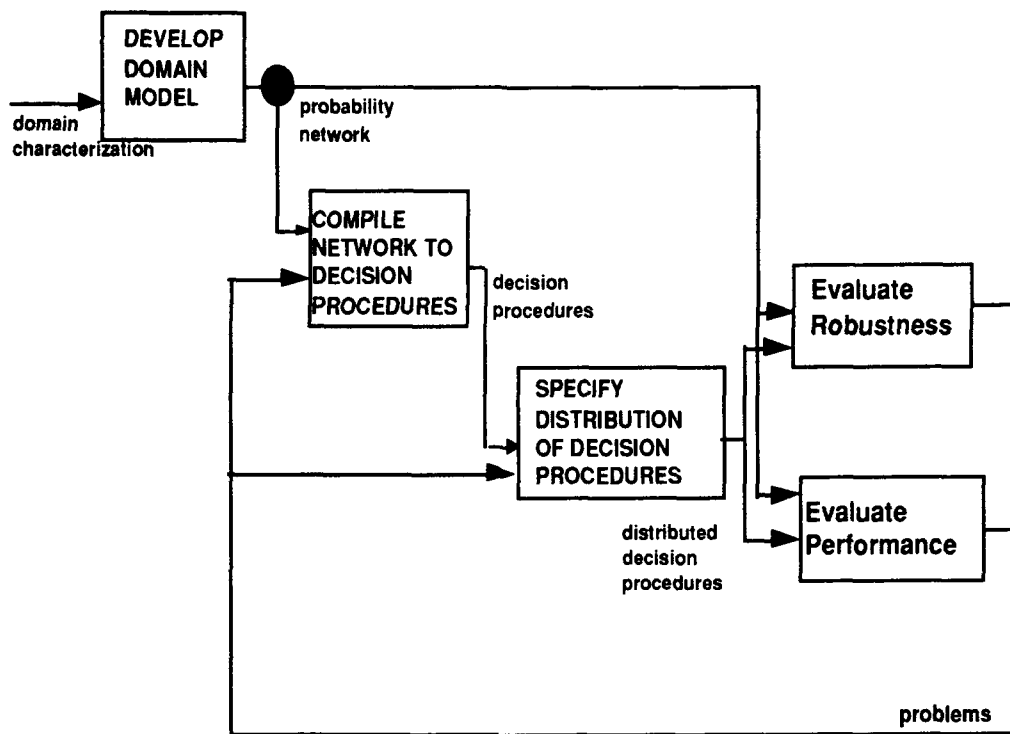 DEVELOP
DOMAIN
MODEL
domain
characterization
probability
network
COMPILE
NETWORK TO
DECISION
PROCEDURES
decision
procedures
SPECIFY
DISTRIBUTION
OF DECISION
PROCEDURES
distributed
decision
procedures
Evaluate
Robustness
Evaluate
Performance
problems